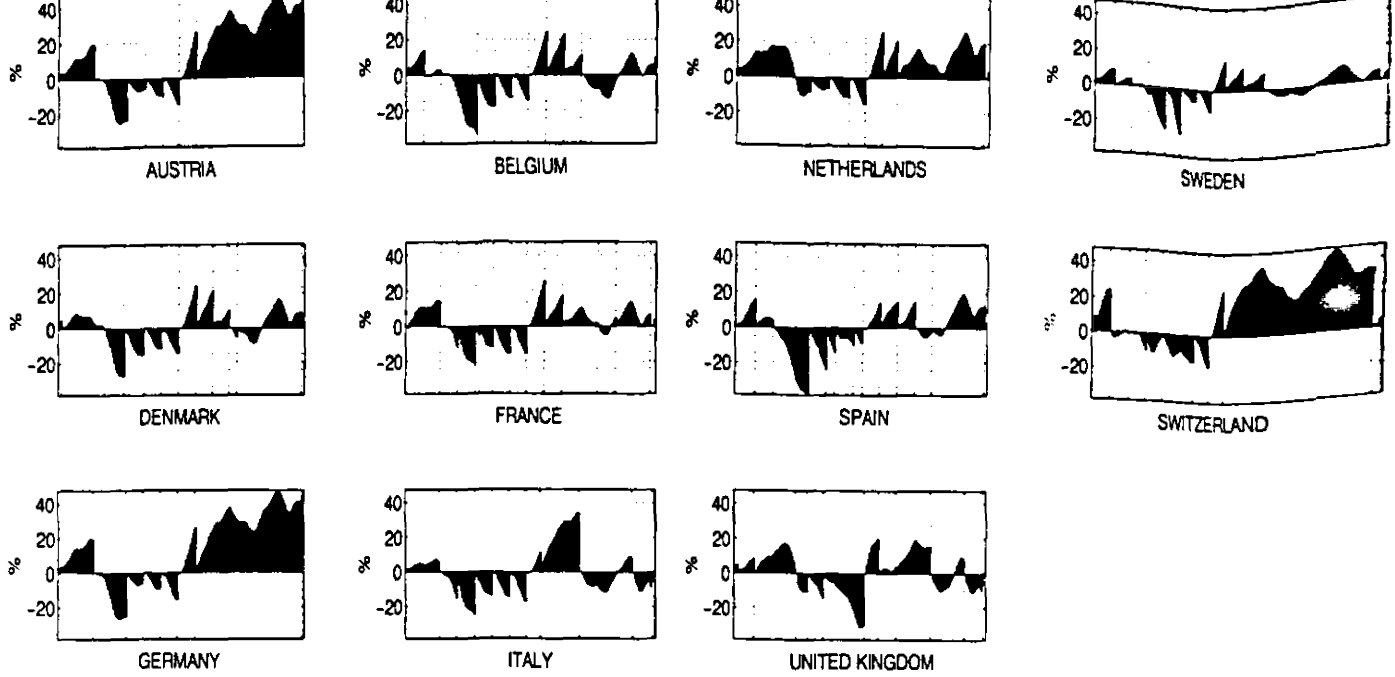 40 40 40 40
20 20 20 20
% 0 % 0 % 0 % 0
-20 -20 -20 -20
AUSTRIA BELGIUM NETHERLANDS SWEDEN
40 40 40 40
20 20 20 20
% 0 % 0 % 0 % 0
-20 -20 -20 -20
DENMARK FRANCE SPAIN SWITZERLAND
40 40 40
20 20 20
% 0 % 0 % 0
-20 -20 -20
GERMANY ITALY UNITED KINGDOM